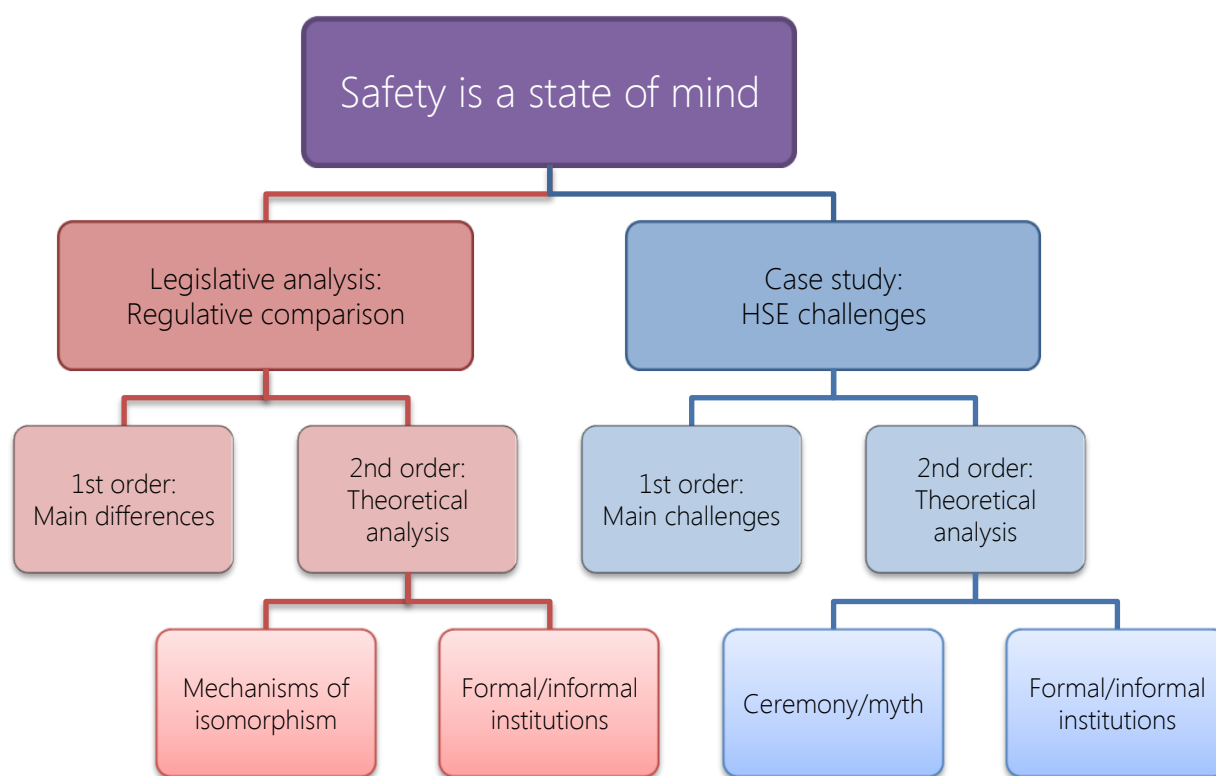 Safety is a state of mind
Legislative analysis:
Regulative comparison
Case study:
HSE challenges
1st order:
Main differences
2nd order:
Theoretical
analysis
1st order:
Main challenges
2nd order:
Theoretical
analysis
Mechanisms of
isomorphism
Formal/informal
institutions
Ceremony/myth
Formal/informal
institutions